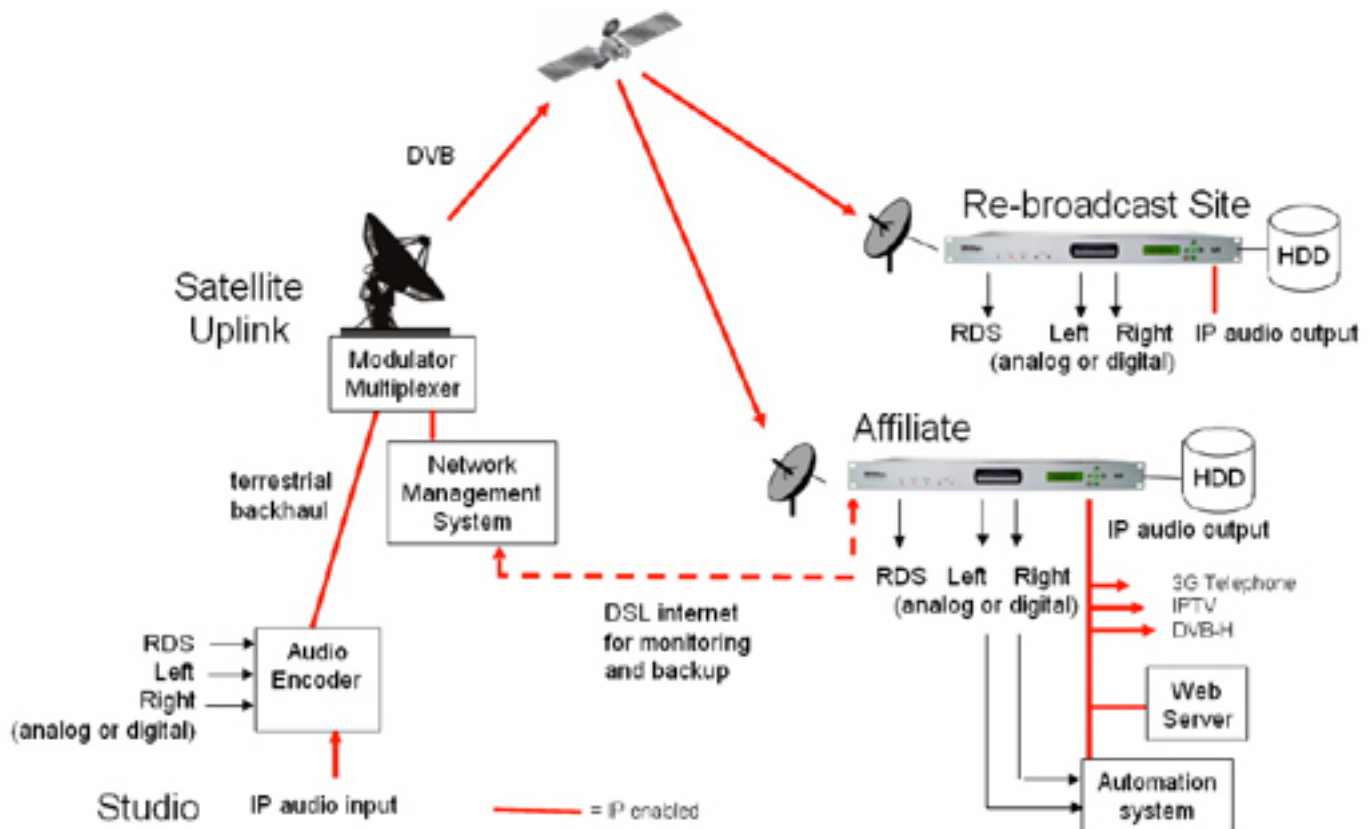 DVB
Re-broadcast Site
HDD
RDS
Left
Right
IP audio output
(analog or digital)
Satellite
Uplink
Modulator
Multiplexer
Affiliate
HDD
IP audio output
terrestrial
backhaul
Network
Management
System
RDS
Left
Right
(analog or digital)
3G Telephone
IPTV
DVB-H
DSL internet
for monitoring
and backup
RDS
Left
Right
(analog or digital)
Audio
Encoder
Web
Server
Automation
system
Studio
IP audio input
= IP enabled